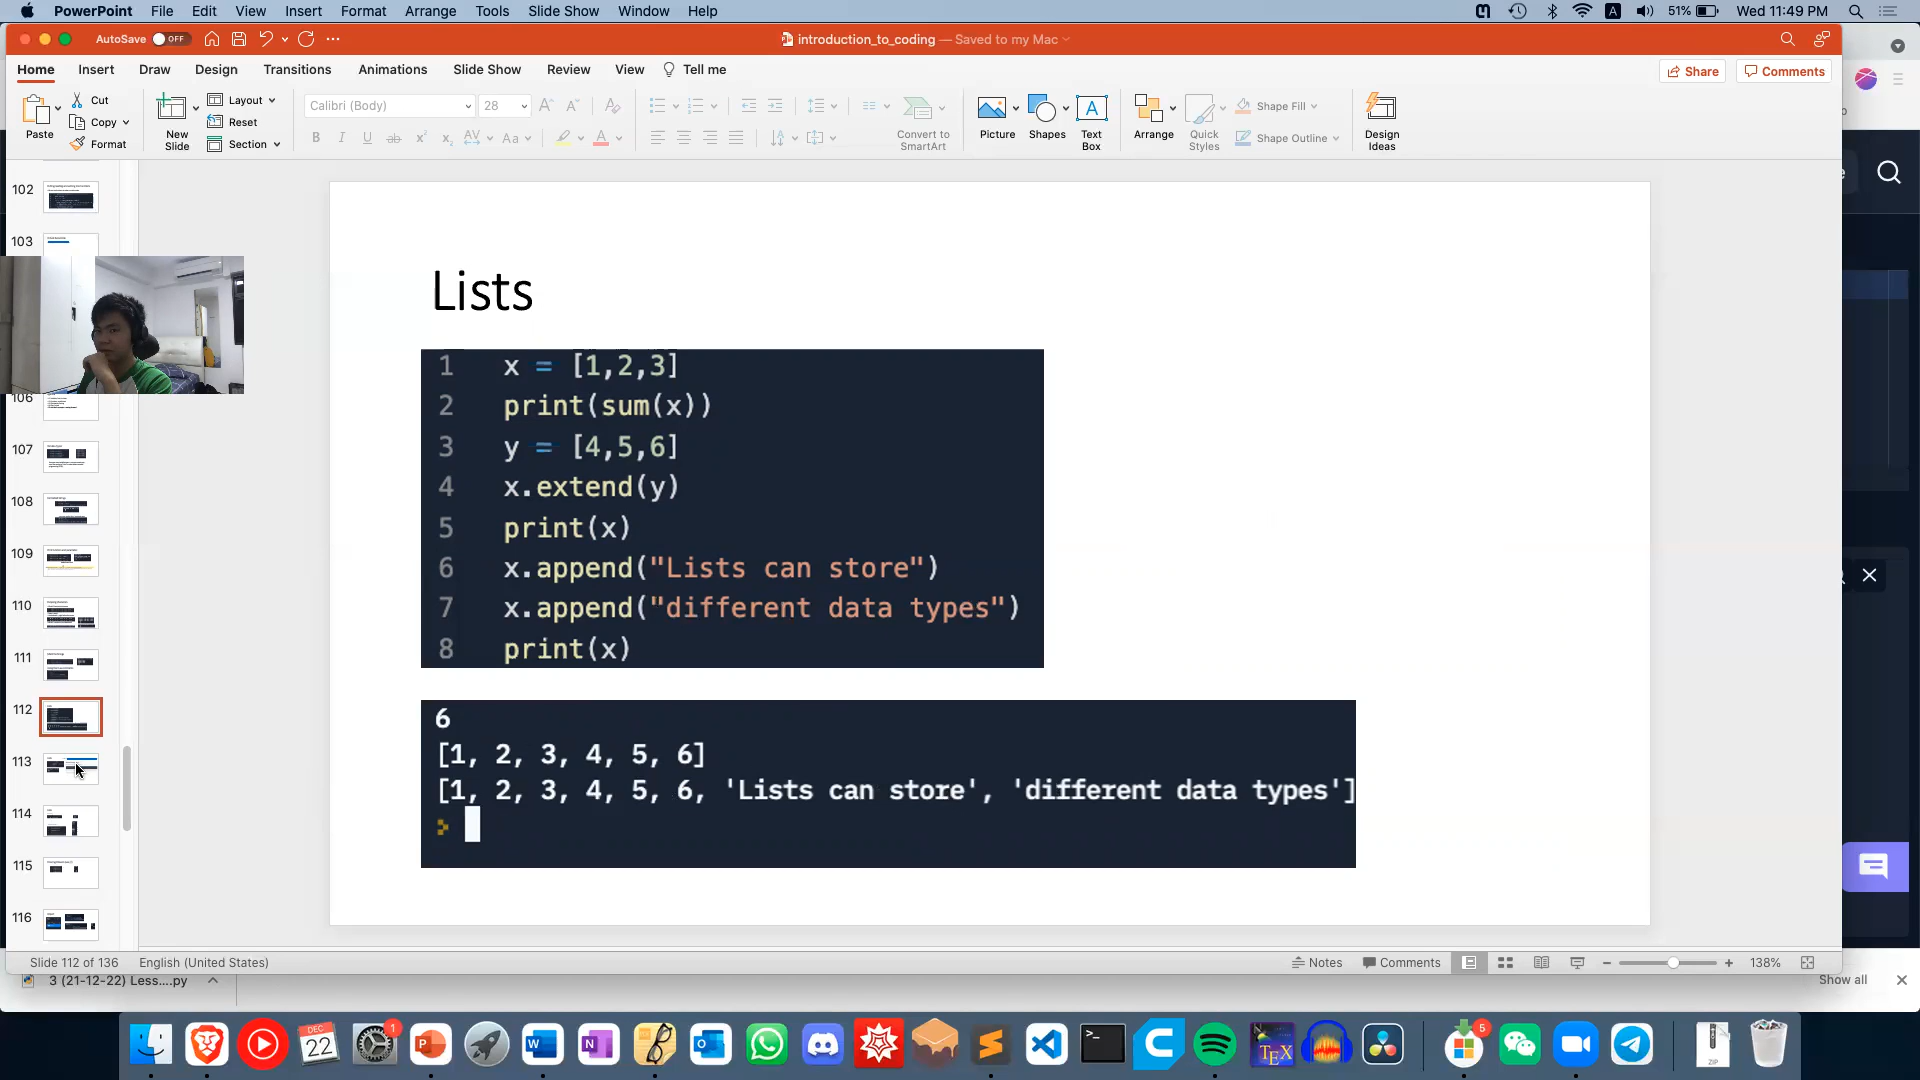 PowerPoint File Edit View Insert Format Arrange Tools Slide Show Window Help
51% Wed 11:49 PM
AutoSave OFF
introduction_to_coding — Saved to my Mac
Home Insert Draw Design Transitions Animations Slide Show Review View Tell me
Share Comments
Paste
Cut
Copy
Format
New Slide
Layout
Reset
Section
Calibri (Body) 28
Convert to SmartArt
Picture Shapes Text Box
Arrange Quick Styles
Shape Fill
Shape Outline
Design Ideas
102
103
106
107
108
109
110
111
112
113
114
115
116
Lists
1 x = [1,2,3]
2 print(sum(x))
3 y = [4,5,6]
4 x.extend(y)
5 print(x)
6 x.append("Lists can store")
7 x.append("different data types")
8 print(x)
6
[1, 2, 3, 4, 5, 6]
[1, 2, 3, 4, 5, 6, 'Lists can store', 'different data types']
>
Slide 112 of 136 English (United States)
Notes Comments 138%
3 (21-12-22) Less....py
Show all
DEC 22
1
5
TEX
ZIP